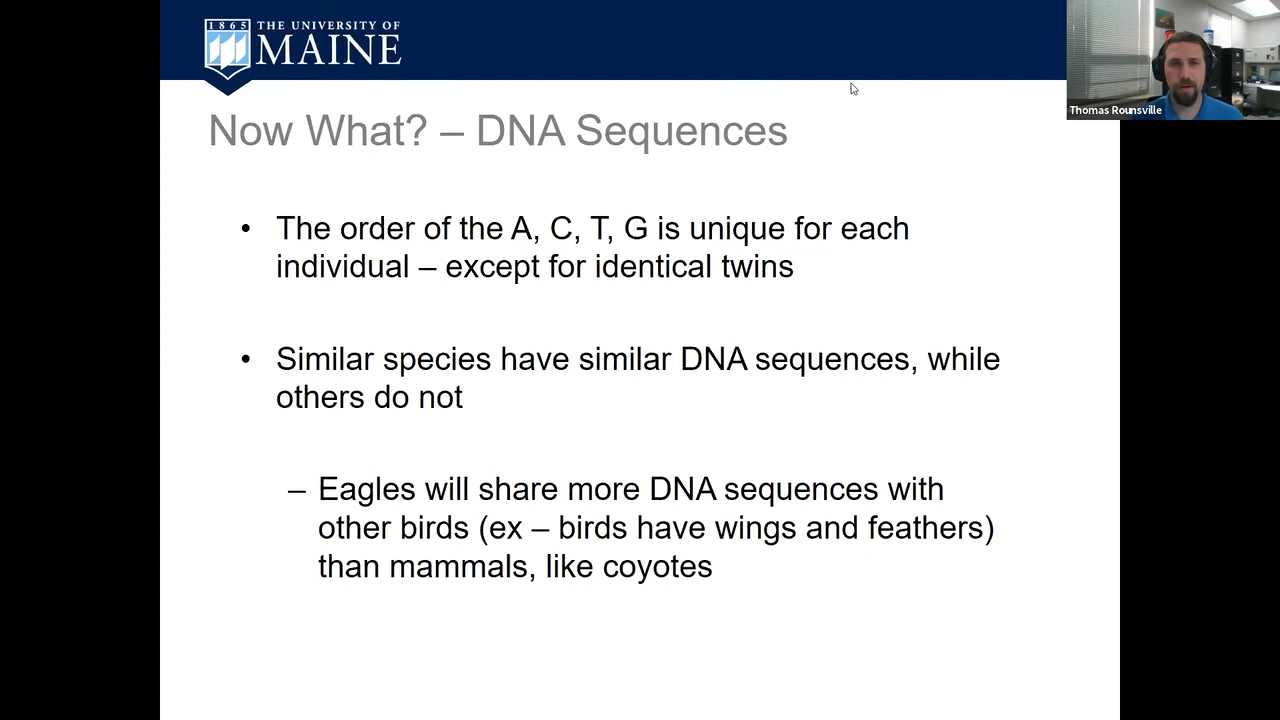 1865
THE UNIVERSITY OF
MAINE
Thomas Rounsville
Now What? – DNA Sequences
• The order of the A, C, T, G is unique for each
individual – except for identical twins
• Similar species have similar DNA sequences, while
others do not
– Eagles will share more DNA sequences with
other birds (ex – birds have wings and feathers)
than mammals, like coyotes